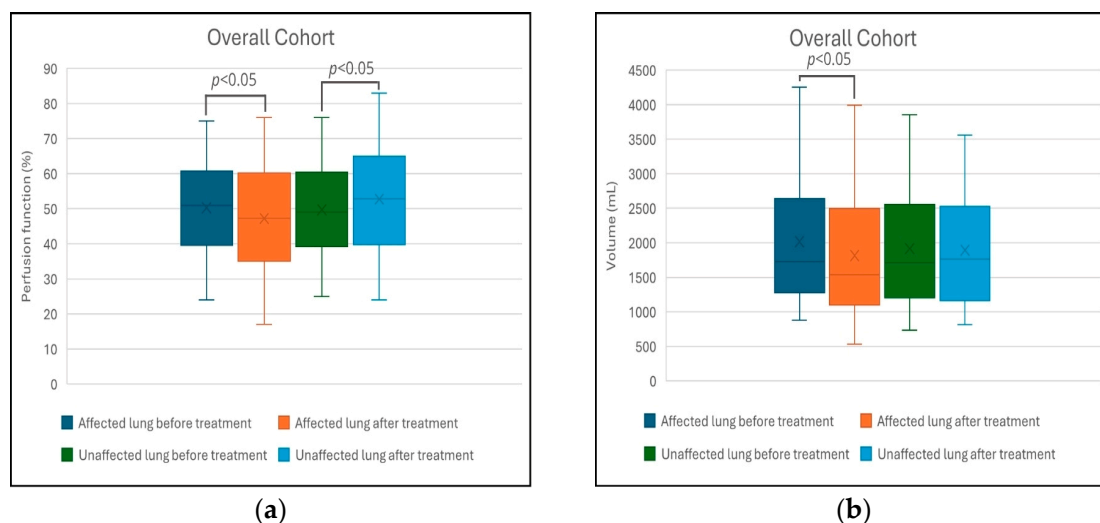 Overall Cohort
p<0.05
p<0.05
90
80
70
60
50
40
30
20
10
0
Perfusion function (%)
Affected lung before treatment
Affected lung after treatment
Unaffected lung before treatment
Unaffected lung after treatment
(a)
Overall Cohort
p<0.05
4500
4000
3500
3000
2500
2000
1500
1000
500
0
Volume (mL)
Affected lung before treatment
Affected lung after treatment
Unaffected lung before treatment
Unaffected lung after treatment
(b)